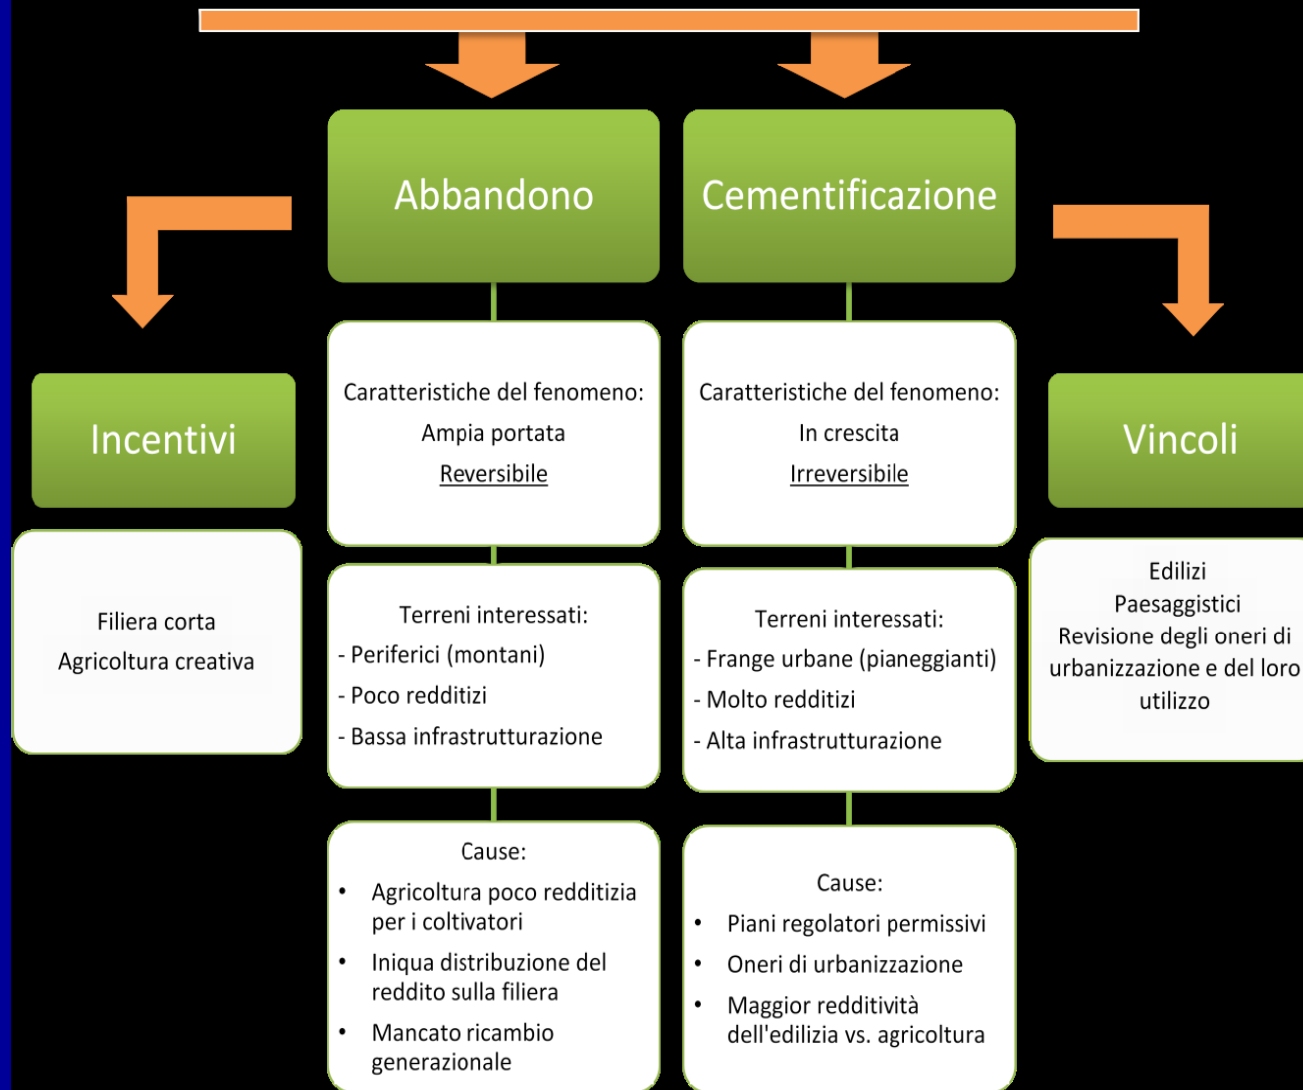 Abbandono
Cementificazione
Incentivi
Vincoli
Caratteristiche del fenomeno:
Ampia portata
Reversibile
Caratteristiche del fenomeno:
In crescita
Irreversibile
Filiera corta
Agricoltura creativa
Terreni interessati:
- Periferici (montani)
- Poco redditizi
- Bassa infrastrutturazione
Terreni interessati:
- Frange urbane (pianeggianti)
- Molto redditizi
- Alta infrastrutturazione
Edilizi
Paesaggistici
Revisione degli oneri di
urbanizzazione e del loro
utilizzo
Cause:
• Agricoltura poco redditizia
per i coltivatori
• Iniqua distribuzione del
reddito sulla filiera
• Mancato ricambio
generazionale
Cause:
• Piani regolatori permissivi
• Oneri di urbanizzazione
• Maggior redditività
dell'edilizia vs. agricoltura